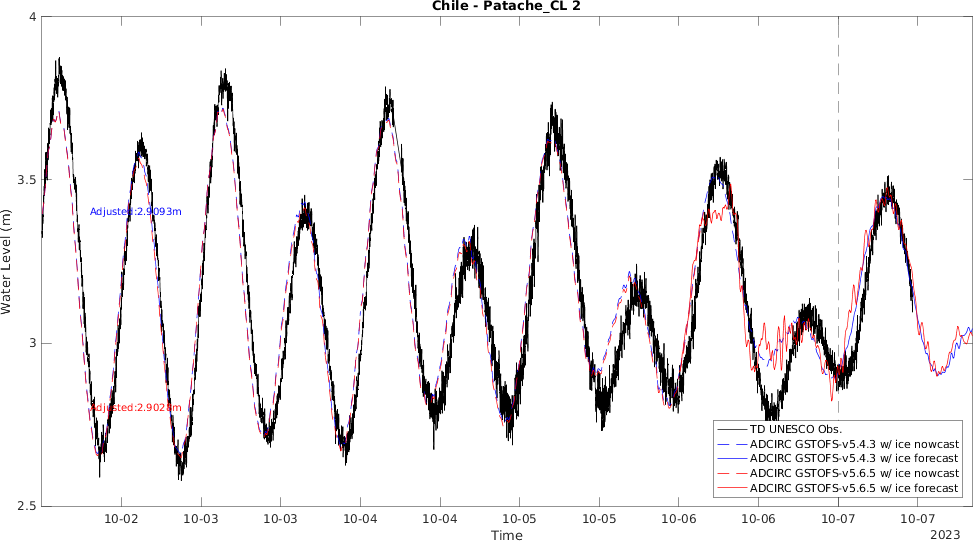 Chile - Patache_CL 2
4
3.5
3
2.5
Water Level (m)
Adjusted:2.9093m
Adjusted:2.9028m
TD UNESCO Obs.
ADCIRC GSTOFS-v5.4.3 w/ ice nowcast
ADCIRC GSTOFS-v5.4.3 w/ ice forecast
ADCIRC GSTOFS-v5.6.5 w/ ice nowcast
ADCIRC GSTOFS-v5.6.5 w/ ice forecast
10-02 10-03 10-03 10-04 10-04 10-05 10-05 10-06 10-06 10-07 10-07
Time
2023